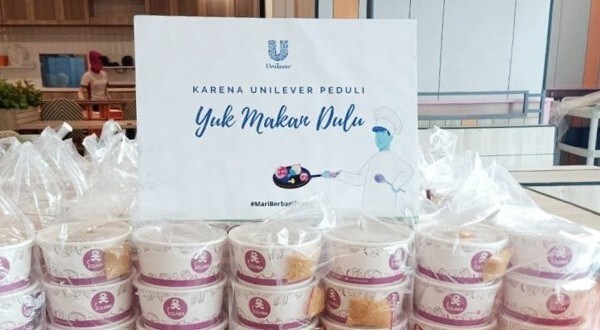 Unilever
KARENA UNILEVER PEDULI
Yuk Makan Dulu